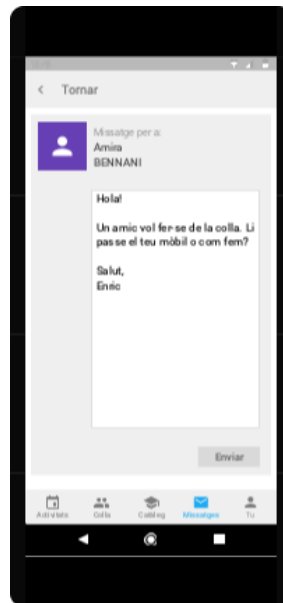 Tornar
Missatge per a:
Amira
BENNANI
Hola!
Un amic vol fer-se de la colla. Li
passe el teu mòbil o com fem?
Salut,
Enric
Enviar
Activitats
Colla
Catàleg
Missatges
Tu